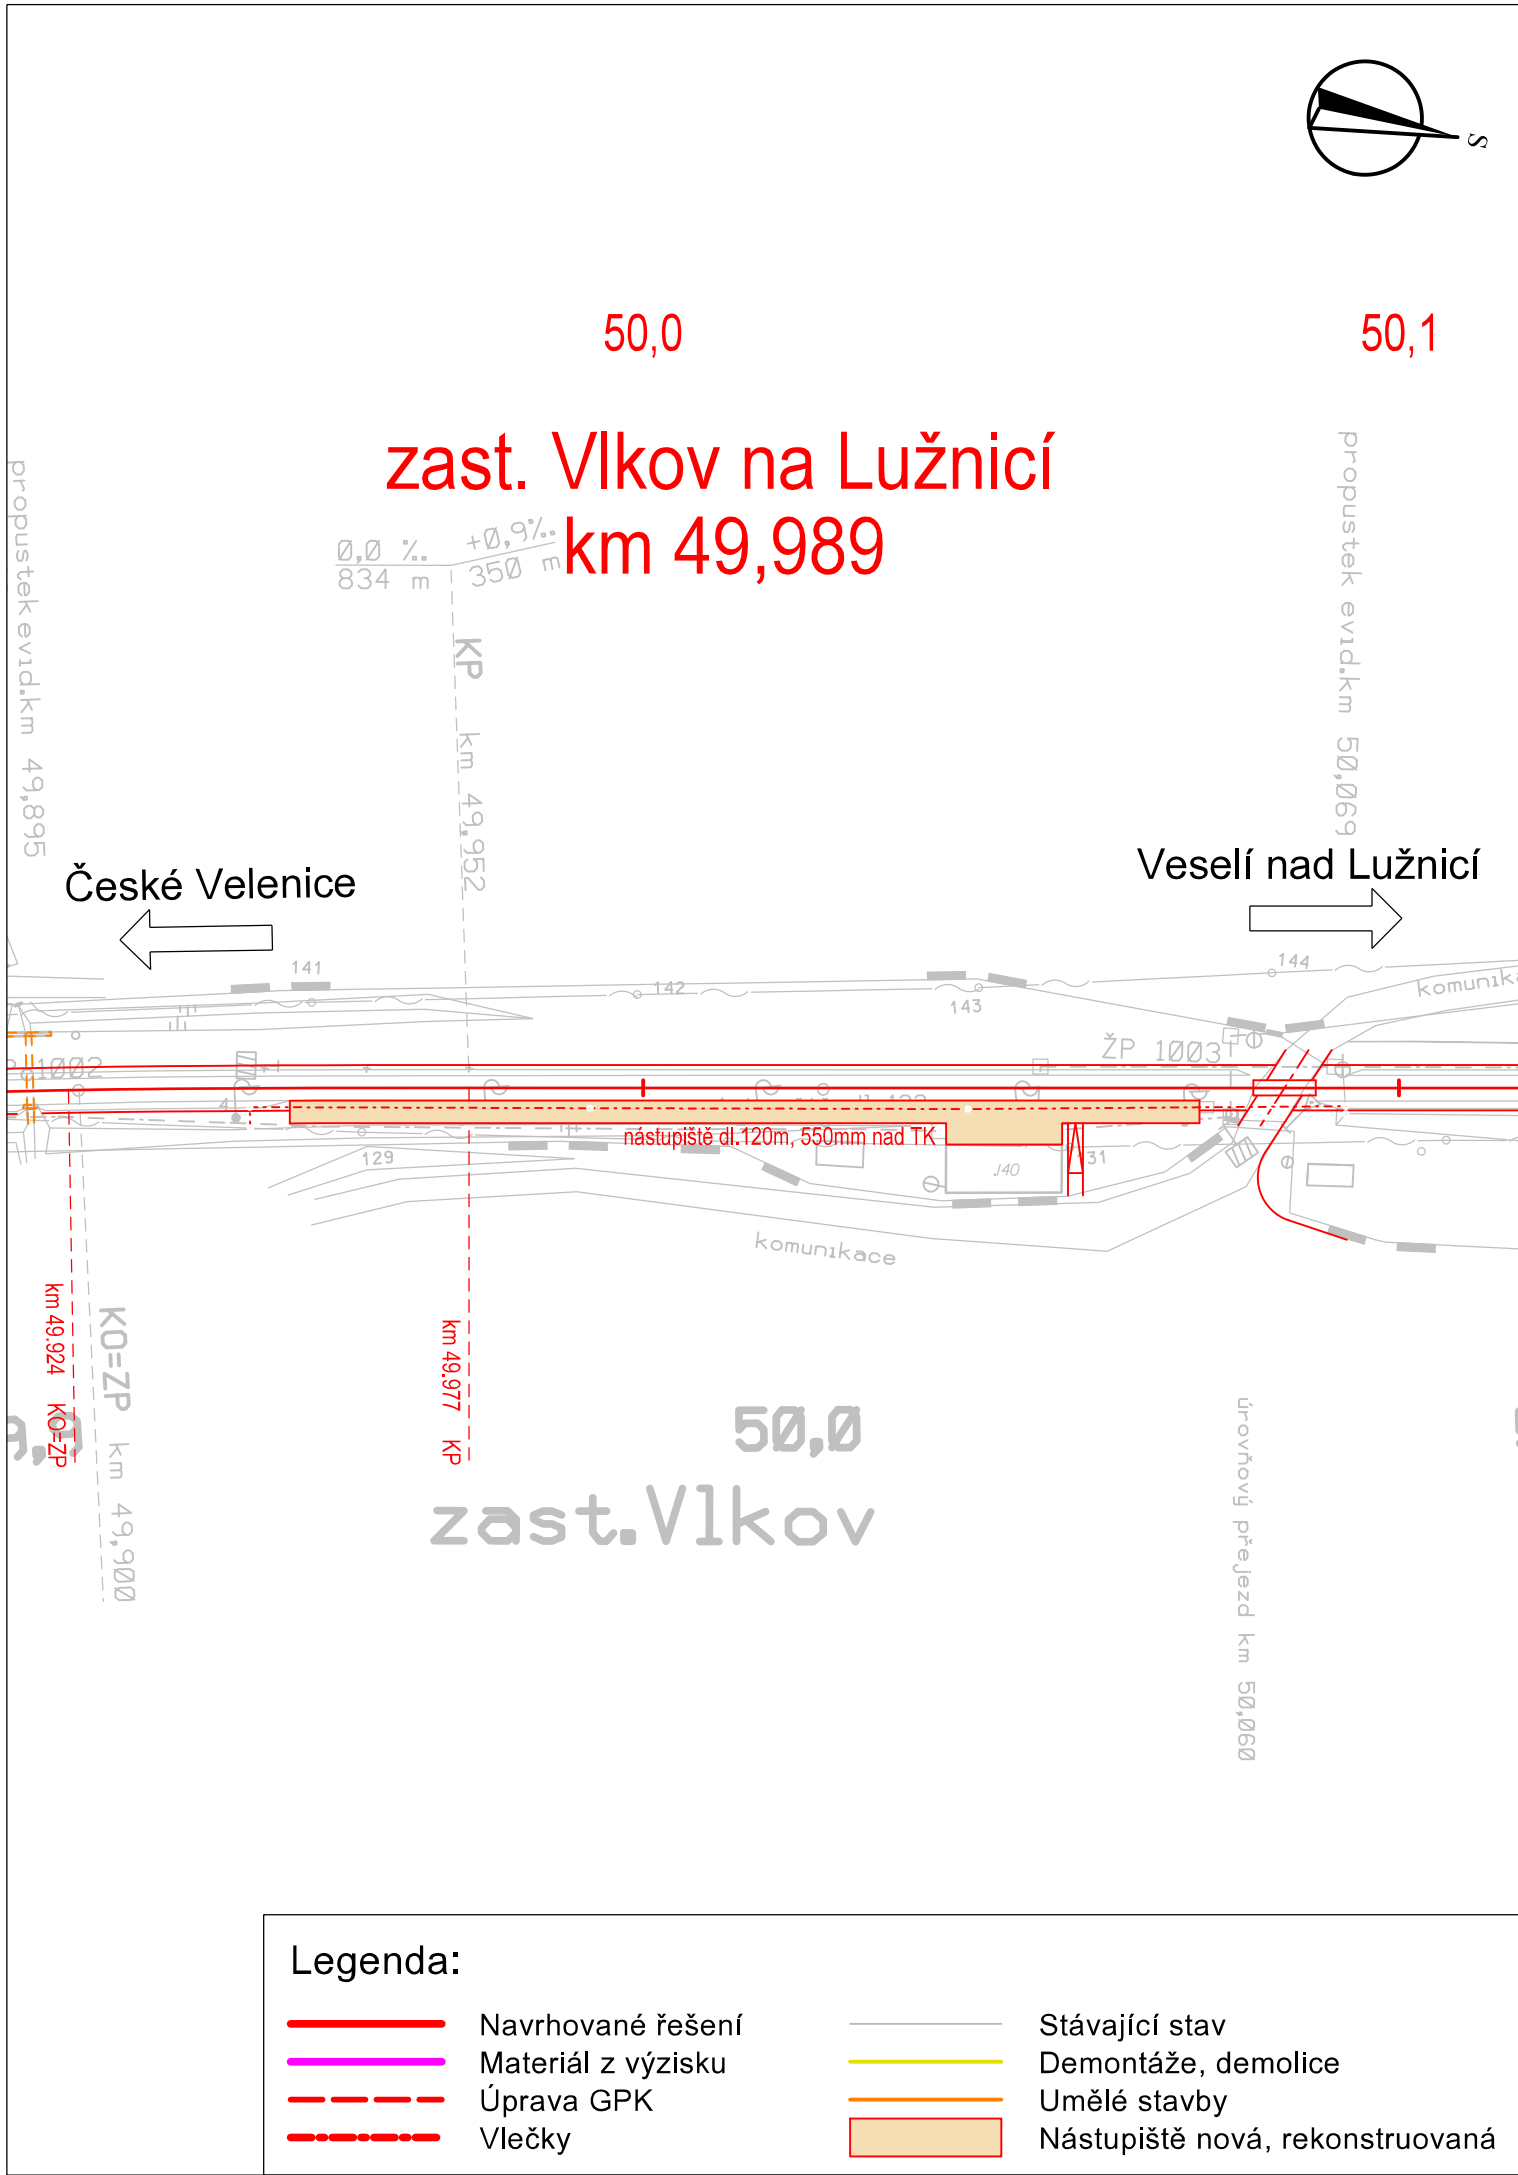 S
50,0
50,1
zast. Vlkov na Lužnicí
km 49,989
0,0 ‰
834 m
+0,9‰
350 m
propustek evid.km 49,895
KP km 49,952
propustek evid.km 50,069
České Velenice
Veselí nad Lužnicí
141
142
143
144
ŽP 1003
1002
nástupiště dl.120m, 550mm nad TK
129
131
komunikace
km 49.924 KO=ZP
KO=ZP km 49,900
km 49.977 KP
50,0
zast.Vlkov
úrovňový přejezd km 50,060
Legenda:
Navrhované řešení
Materiál z výzisku
Úprava GPK
Vlečky
Stávající stav
Demontáže, demolice
Umělé stavby
Nástupiště nová, rekonstruovaná